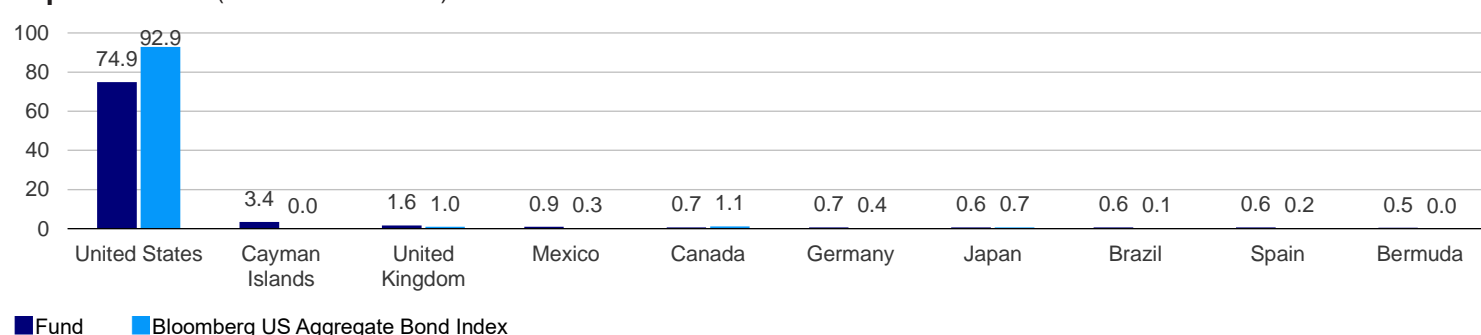 100
92.9
74.9
80
60
40
20
3.4 0.0 1.6 1.0 0.9 0.3 0.7 1.1 0.7 0.4 0.6 0.7 0.6 0.1 0.6 0.2 0.5 0.0
0
United States Cayman Islands United Kingdom Mexico Canada Germany Japan Brazil Spain Bermuda
Fund Bloomberg US Aggregate Bond Index